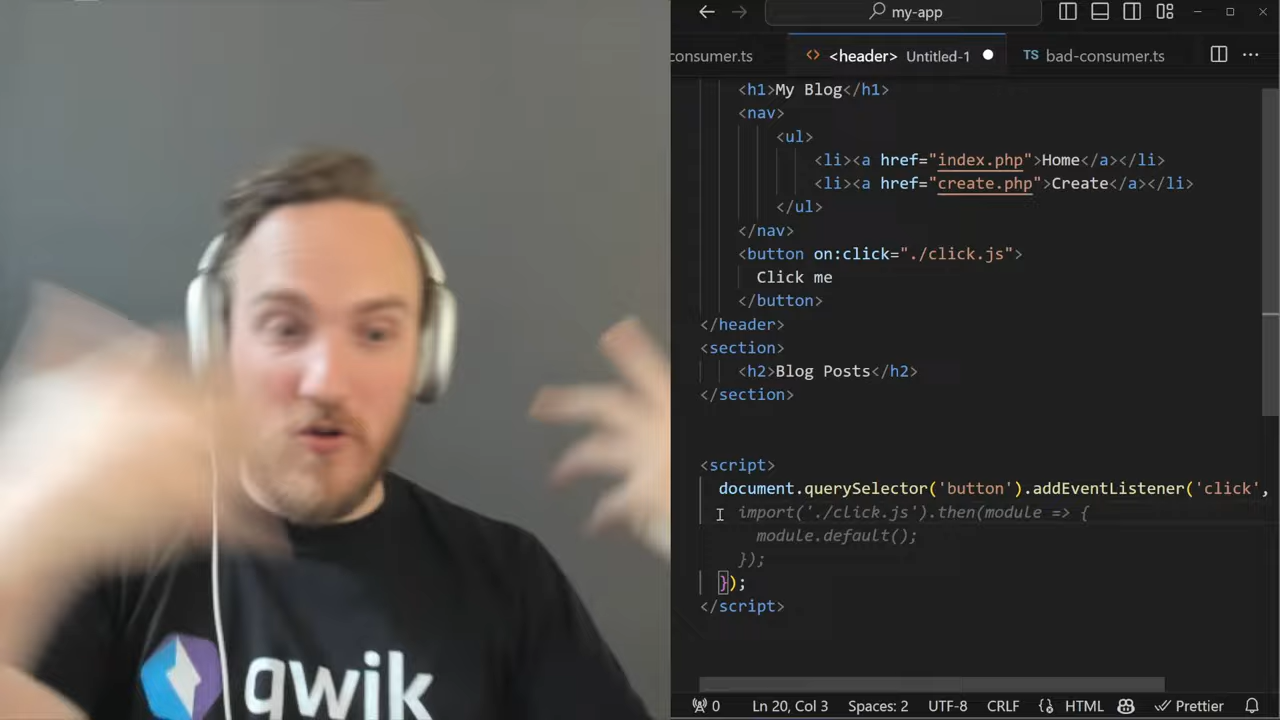 my-app
consumer.ts
<header> Untitled-1
TS bad-consumer.ts
<h1>My Blog</h1>
<nav>
<ul>
<li><a href="index.php">Home</a></li>
<li><a href="create.php">Create</a></li>
</ul>
</nav>
<button on:click="./click.js">
Click me
</button>
</header>
<section>
<h2>Blog Posts</h2>
</section>
<script>
document.querySelector('button').addEventListener('click',
import('./click.js').then(module => {
module.default();
});
});
</script>
qwik
0 Ln 20, Col 3 Spaces: 2 UTF-8 CRLF HTML Prettier